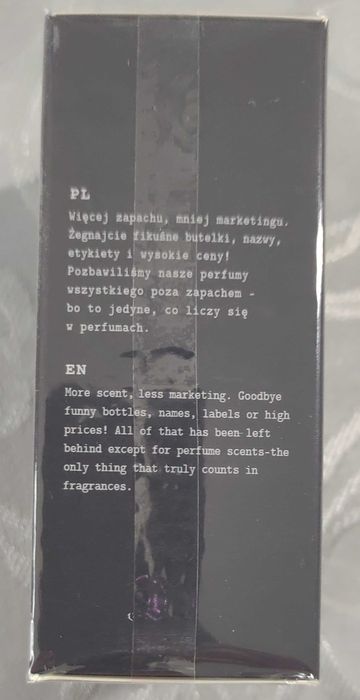 PL
Więcej zapachu, mniej marketingu.
Żegnajcie fikuśne butelki, nazwy,
etykiety i wysokie ceny!
Pozbawiliśmy nasze perfumy
wszystkiego poza zapachem -
bo to jedyne, co liczy się
w perfumach.
EN
More scent, less marketing. Goodbye
funny bottles, names, labels or high
prices! All of that has been left
behind except for perfume scents-the
only thing that truly counts in
fragrances.